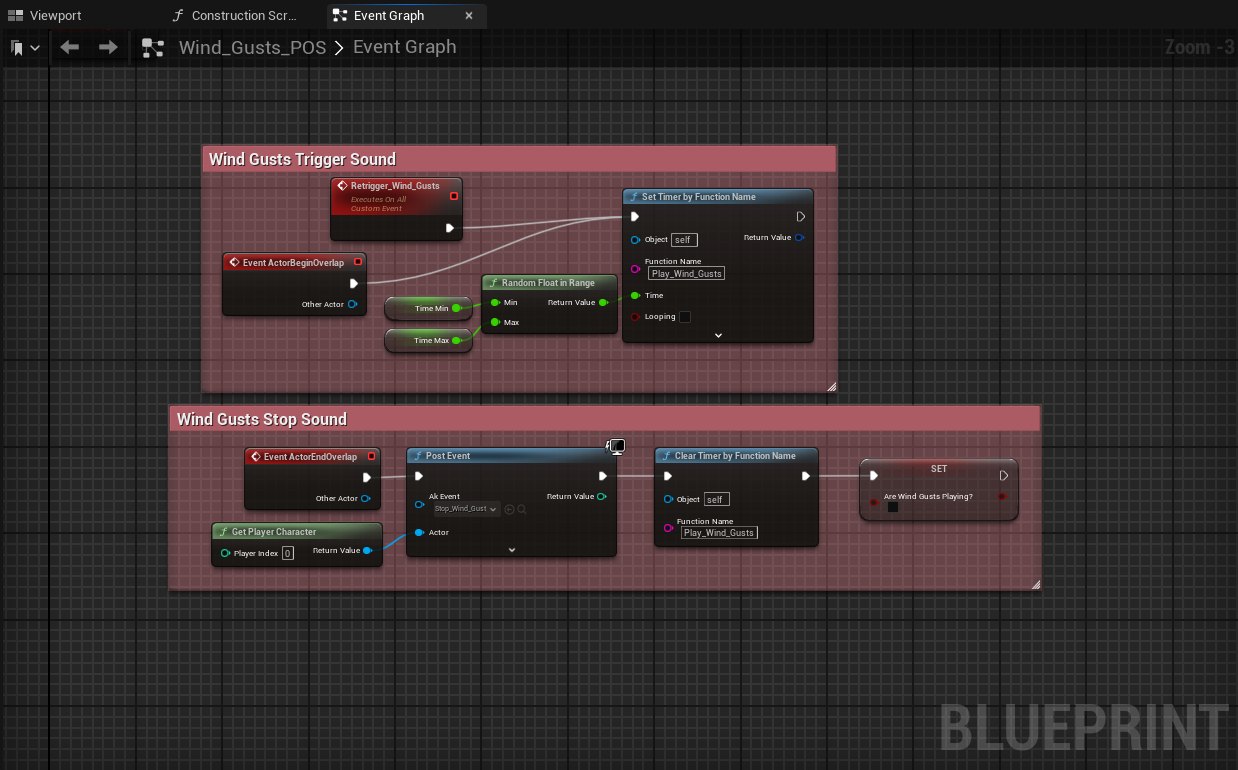 Viewport
Construction Scr...
Event Graph
Wind_Gusts_POS > Event Graph
Zoom -3
Wind Gusts Trigger Sound
Retrigger_Wind_Gusts
Executes On All
Custom Event
Set Timer by Function Name
Object self
Return Value
Function Name
Play_Wind_Gusts
Time
Looping
Event ActorBeginOverlap
Other Actor
Random Float in Range
Min
Return Value
Max
Time Min
Time Max
Wind Gusts Stop Sound
Event ActorEndOverlap
Other Actor
Post Event
Ak Event
Stop_Wind_Gust
Return Value
Actor
Get Player Character
Player Index 0
Return Value
Clear Timer by Function Name
Object self
Function Name
Play_Wind_Gusts
SET
Are Wind Gusts Playing?
BLUEPRINT